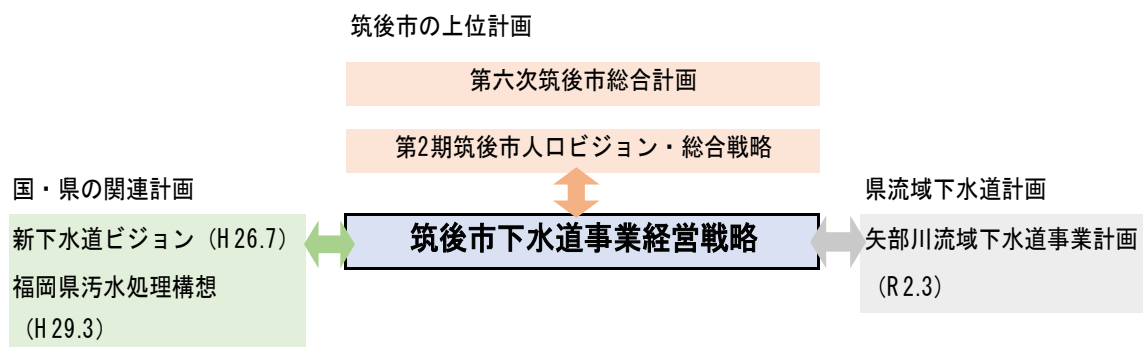 筑後市の上位計画
第六次筑後市総合計画
第2期筑後市人口ビジョン・総合戦略
国・県の関連計画
新下水道ビジョン（H26.7）
福岡県汚水処理構想
（H29.3）
筑後市下水道事業経営戦略
県流域下水道計画
矢部川流域下水道事業計画
（R2.3）